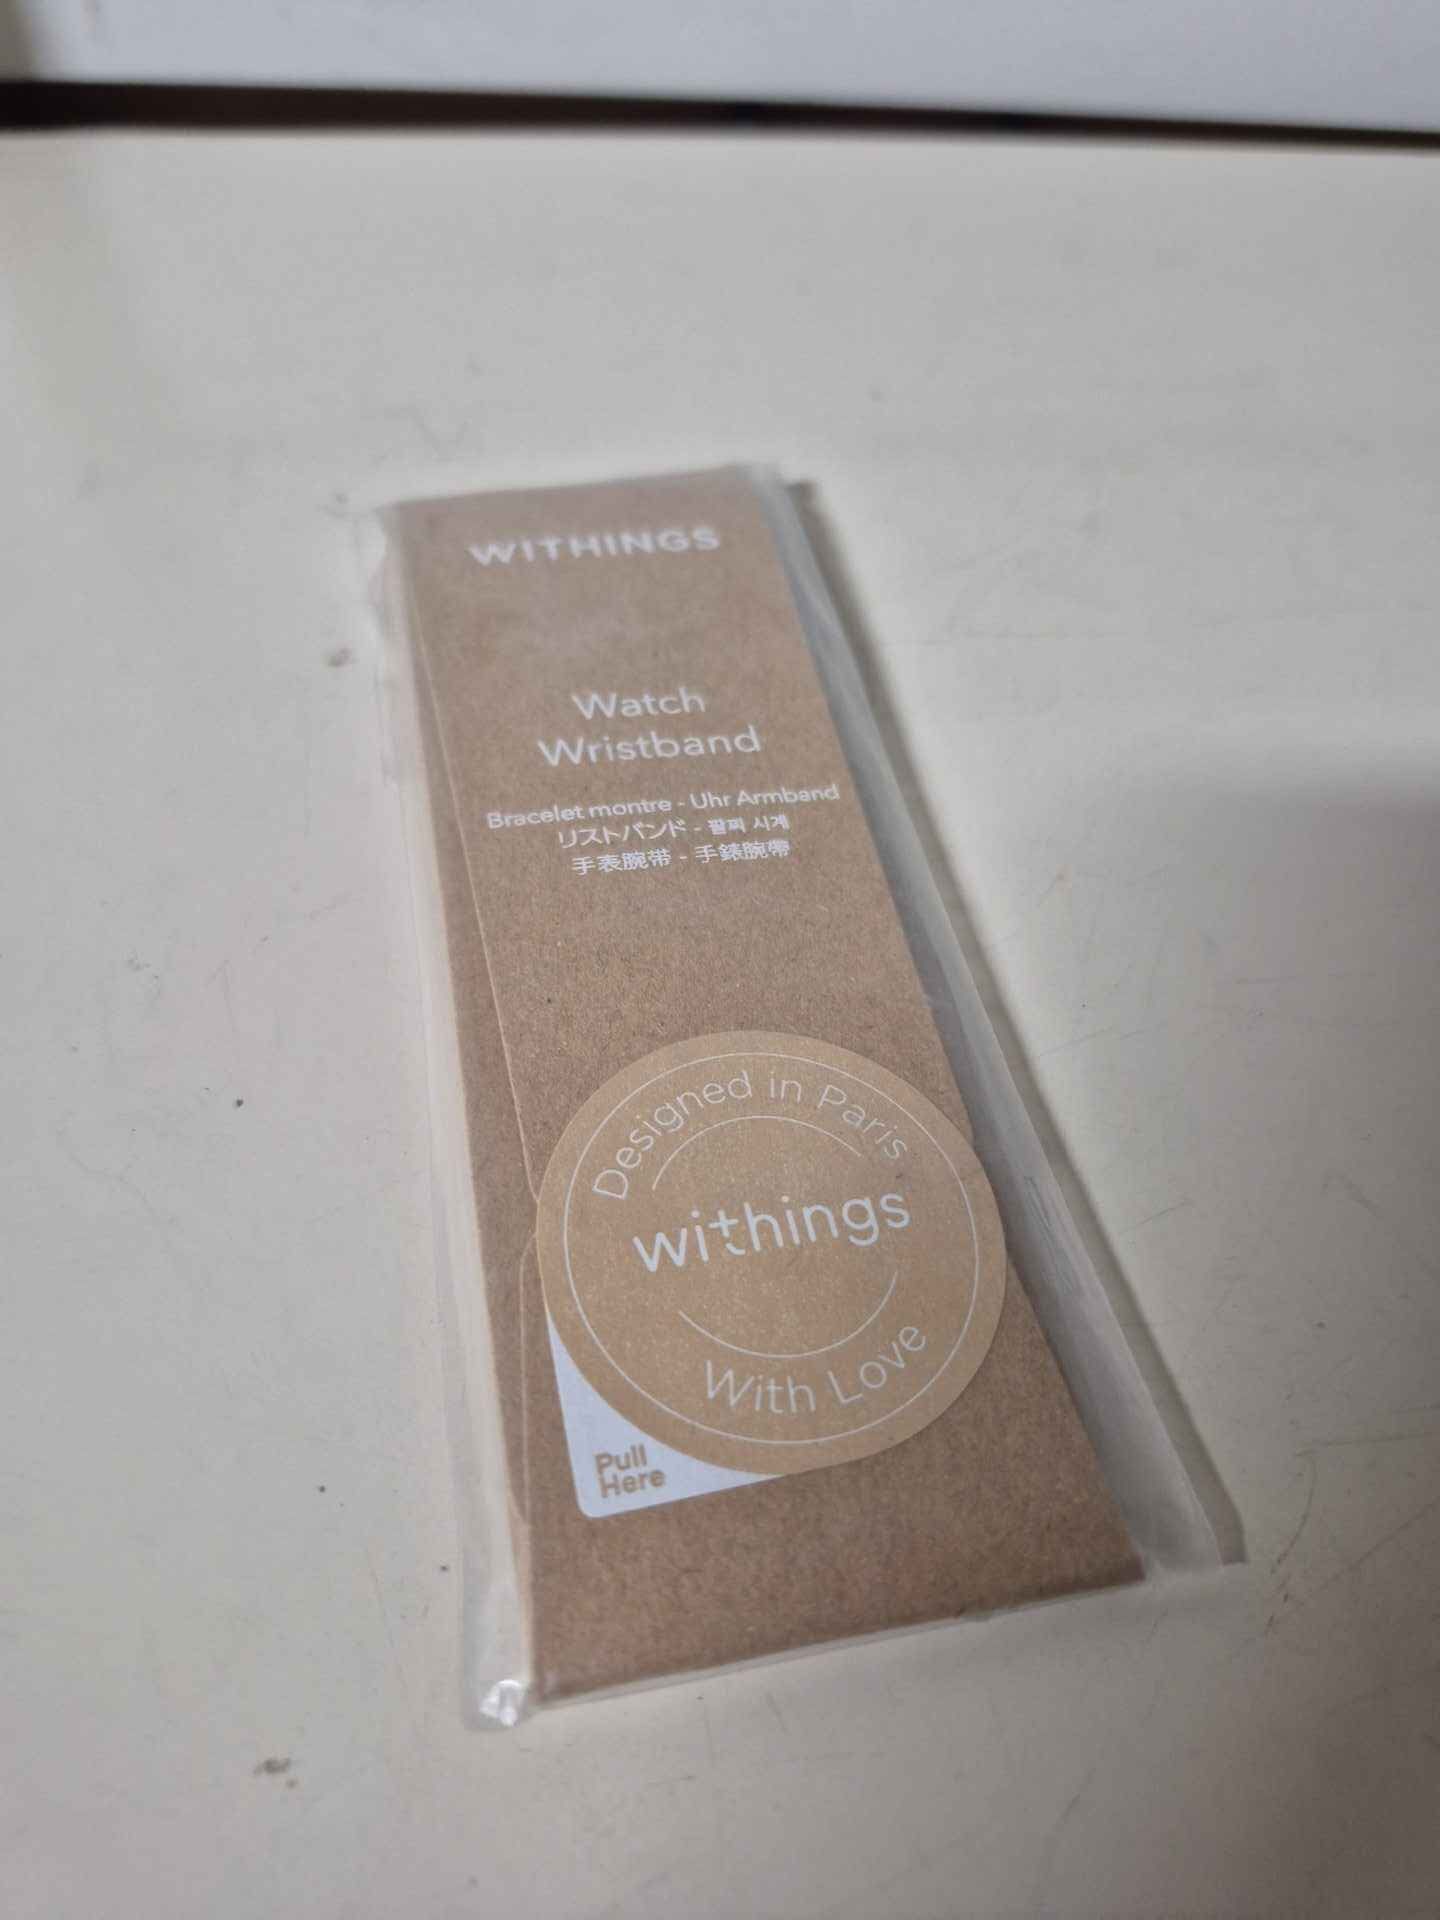 WITHINGS
Watch
Wristband
Bracelet montre - Uhr Armband
リストバンド - 팔찌 시계
手表腕带 - 手錶腕帶
Designed in Paris
withings
With Love
Pull
Here